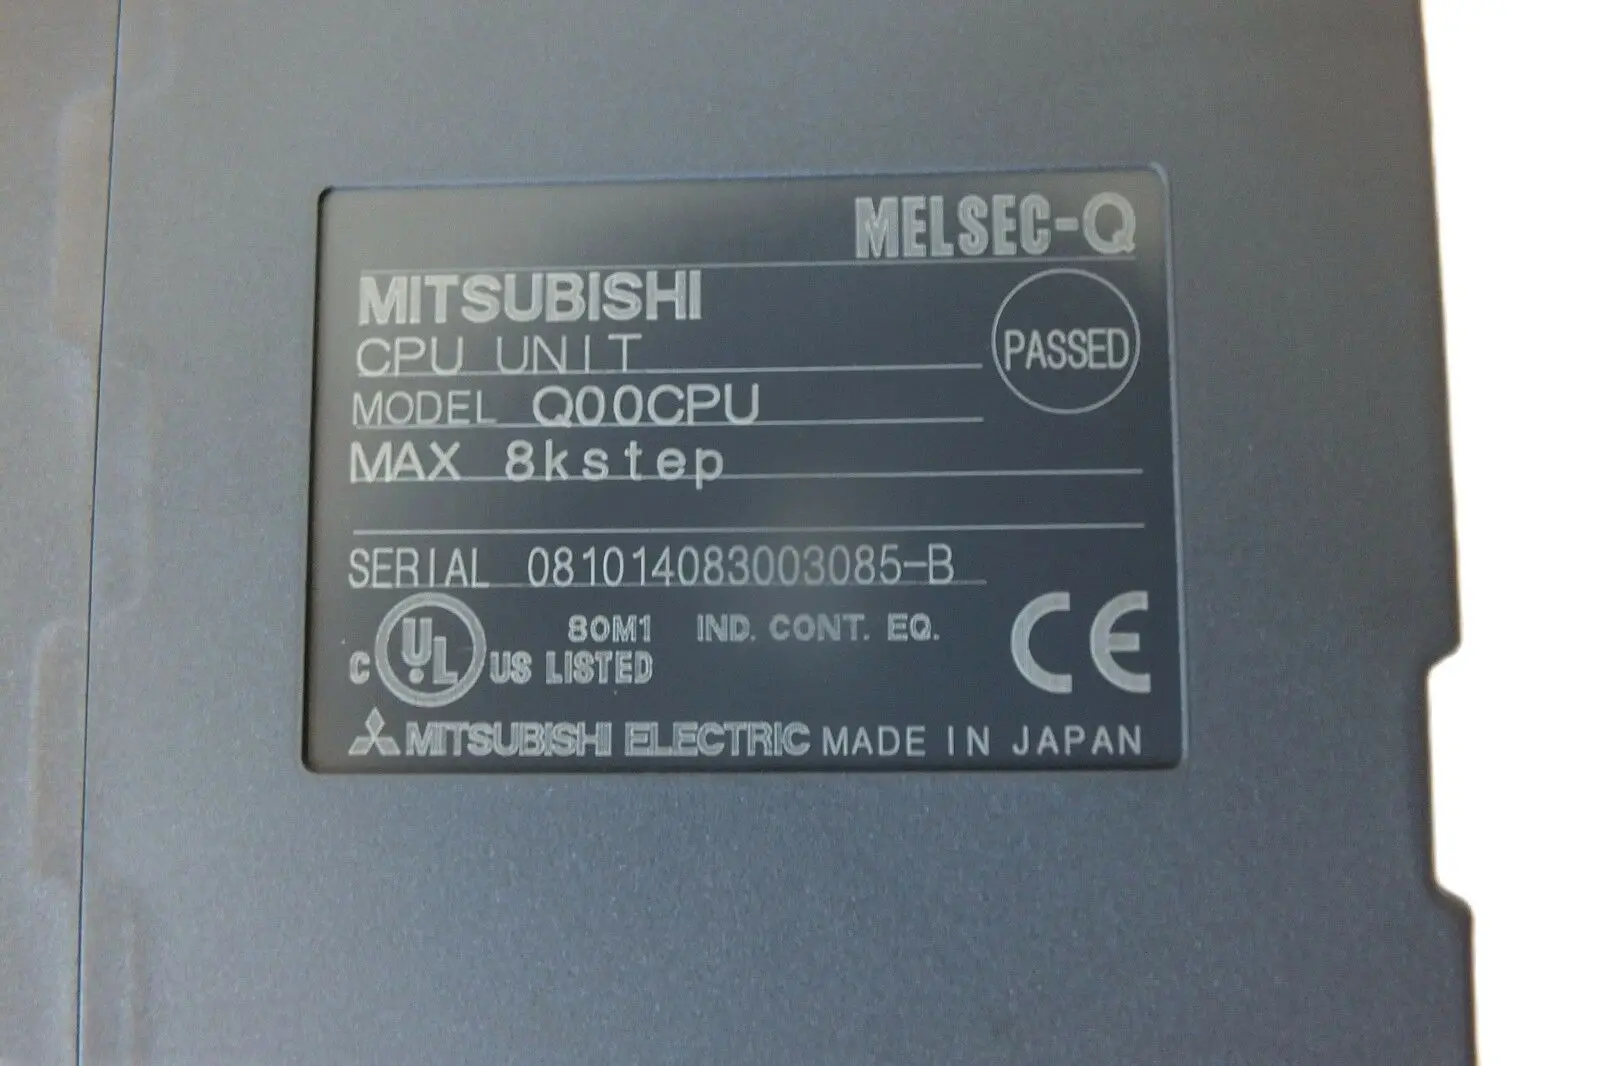 MELSEC-Q
MITSUBISHI
CPU UNIT
PASSED
MODEL Q00CPU
MAX 8kstep
SERIAL 081014083003085-B
80M1 IND. CONT. EQ.
C UL US LISTED
CE
MITSUBISHI ELECTRIC MADE IN JAPAN